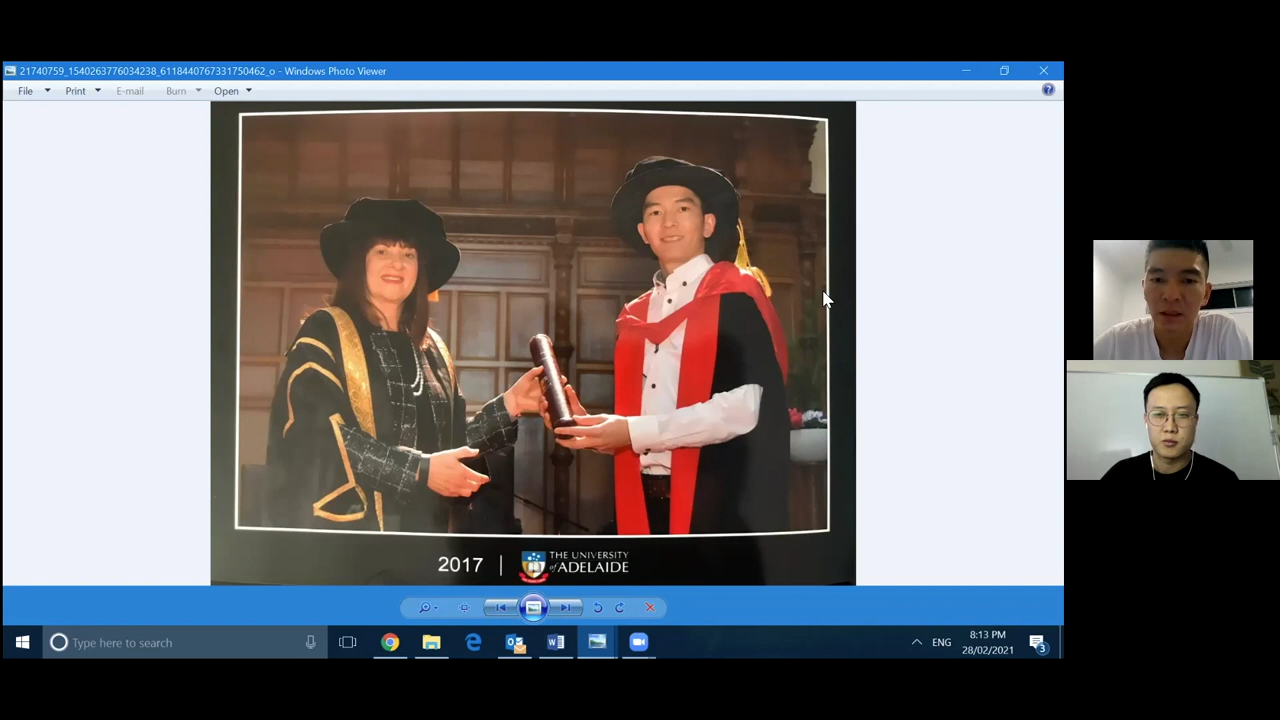 21740759_1540263776034238_6118440767331750462_o - Windows Photo Viewer
File Print E-mail Burn Open
2017 | THE UNIVERSITY
of ADELAIDE
Type here to search
ENG
8:13 PM
28/02/2021
3